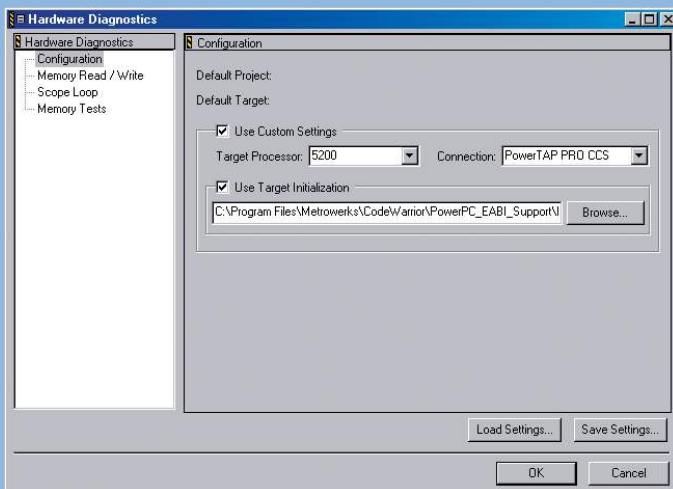 Hardware Diagnostics
Hardware Diagnostics
Configuration
Memory Read / Write
Scope Loop
Memory Tests
Configuration
Default Project:
Default Target:
Use Custom Settings
Target Processor: 5200 Connection: PowerTAP PRO CCS
Use Target Initialization
C:\Program Files\Metrowerks\CodeWarrior\PowerPC_EABI_Support\I Browse...
Load Settings... Save Settings...
OK Cancel